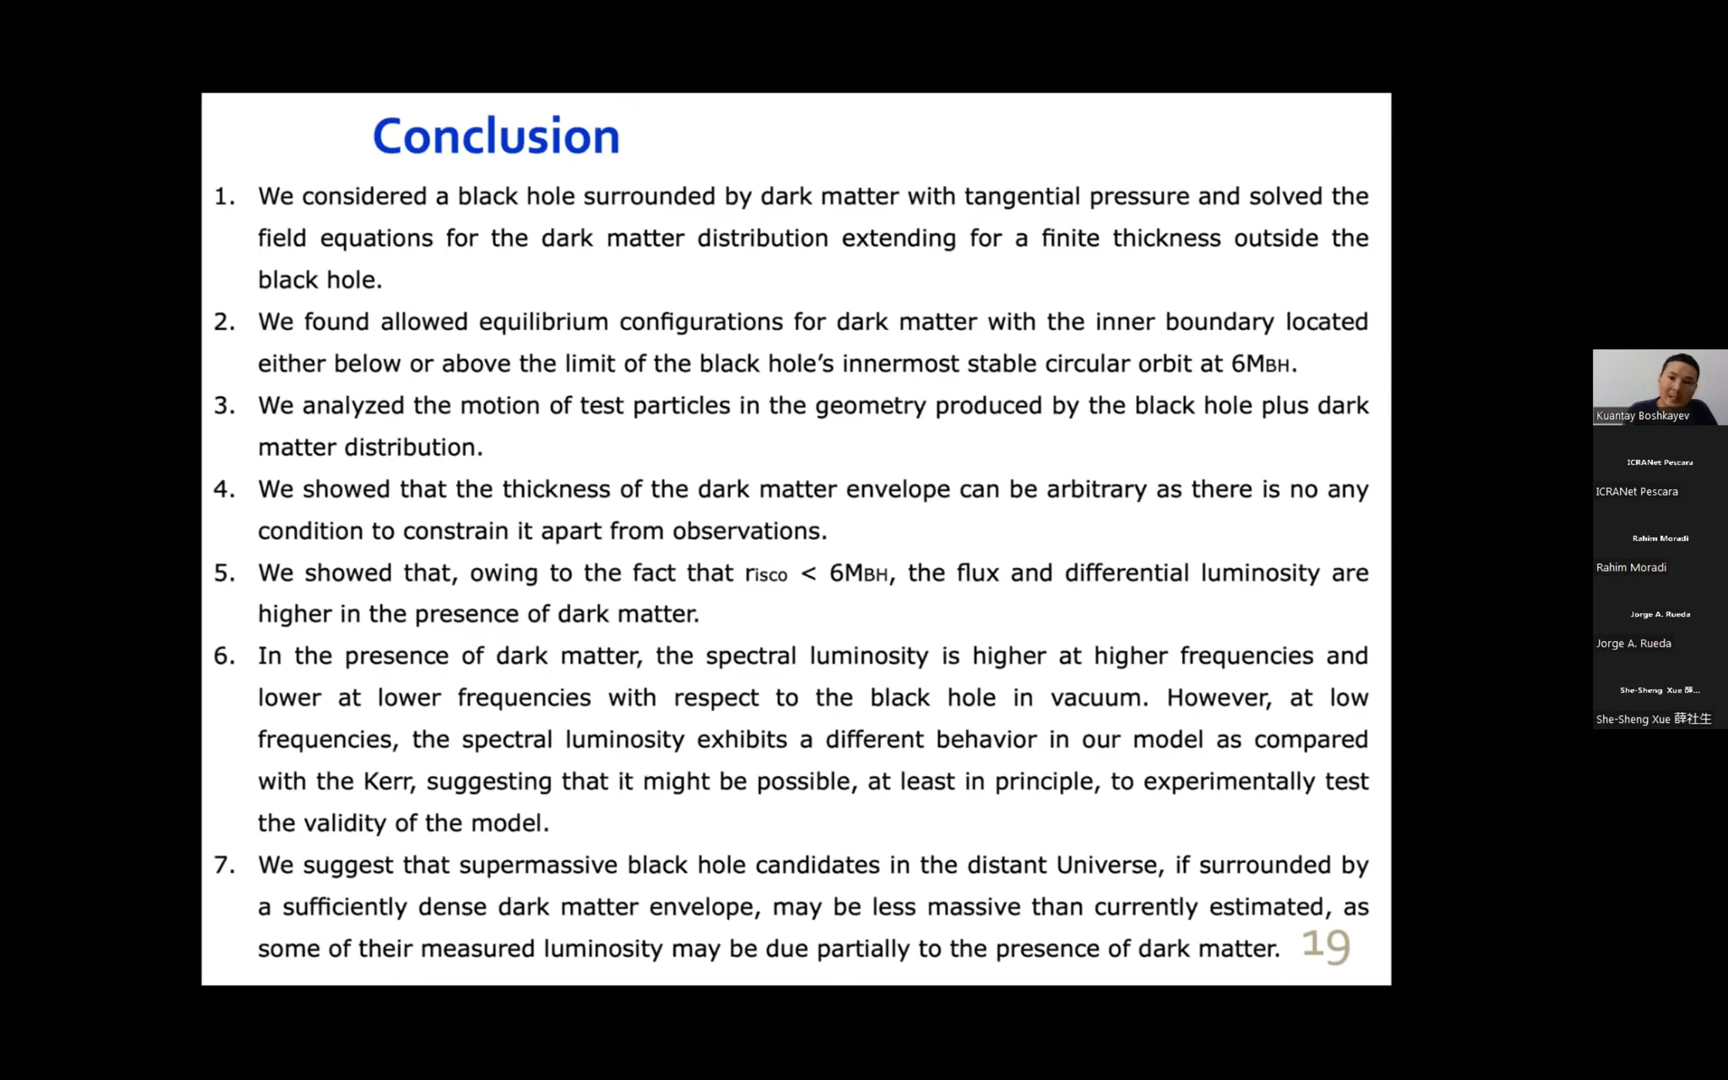 Conclusion
1. We considered a black hole surrounded by dark matter with tangential pressure and solved the
field equations for the dark matter distribution extending for a finite thickness outside the
black hole.
2. We found allowed equilibrium configurations for dark matter with the inner boundary located
either below or above the limit of the black hole’s innermost stable circular orbit at 6MBH.
3. We analyzed the motion of test particles in the geometry produced by the black hole plus dark
matter distribution.
4. We showed that the thickness of the dark matter envelope can be arbitrary as there is no any
condition to constrain it apart from observations.
5. We showed that, owing to the fact that risco < 6MBH, the flux and differential luminosity are
higher in the presence of dark matter.
6. In the presence of dark matter, the spectral luminosity is higher at higher frequencies and
lower at lower frequencies with respect to the black hole in vacuum. However, at low
frequencies, the spectral luminosity exhibits a different behavior in our model as compared
with the Kerr, suggesting that it might be possible, at least in principle, to experimentally test
the validity of the model.
7. We suggest that supermassive black hole candidates in the distant Universe, if surrounded by
a sufficiently dense dark matter envelope, may be less massive than currently estimated, as
some of their measured luminosity may be due partially to the presence of dark matter.
19
Kuantay Boshkayev
ICRANet Pescara
ICRANet Pescara
Rahim Moradi
Rahim Moradi
Jorge A. Rueda
Jorge A. Rueda
She-Sheng Xue 薛...
She-Sheng Xue 薛社生